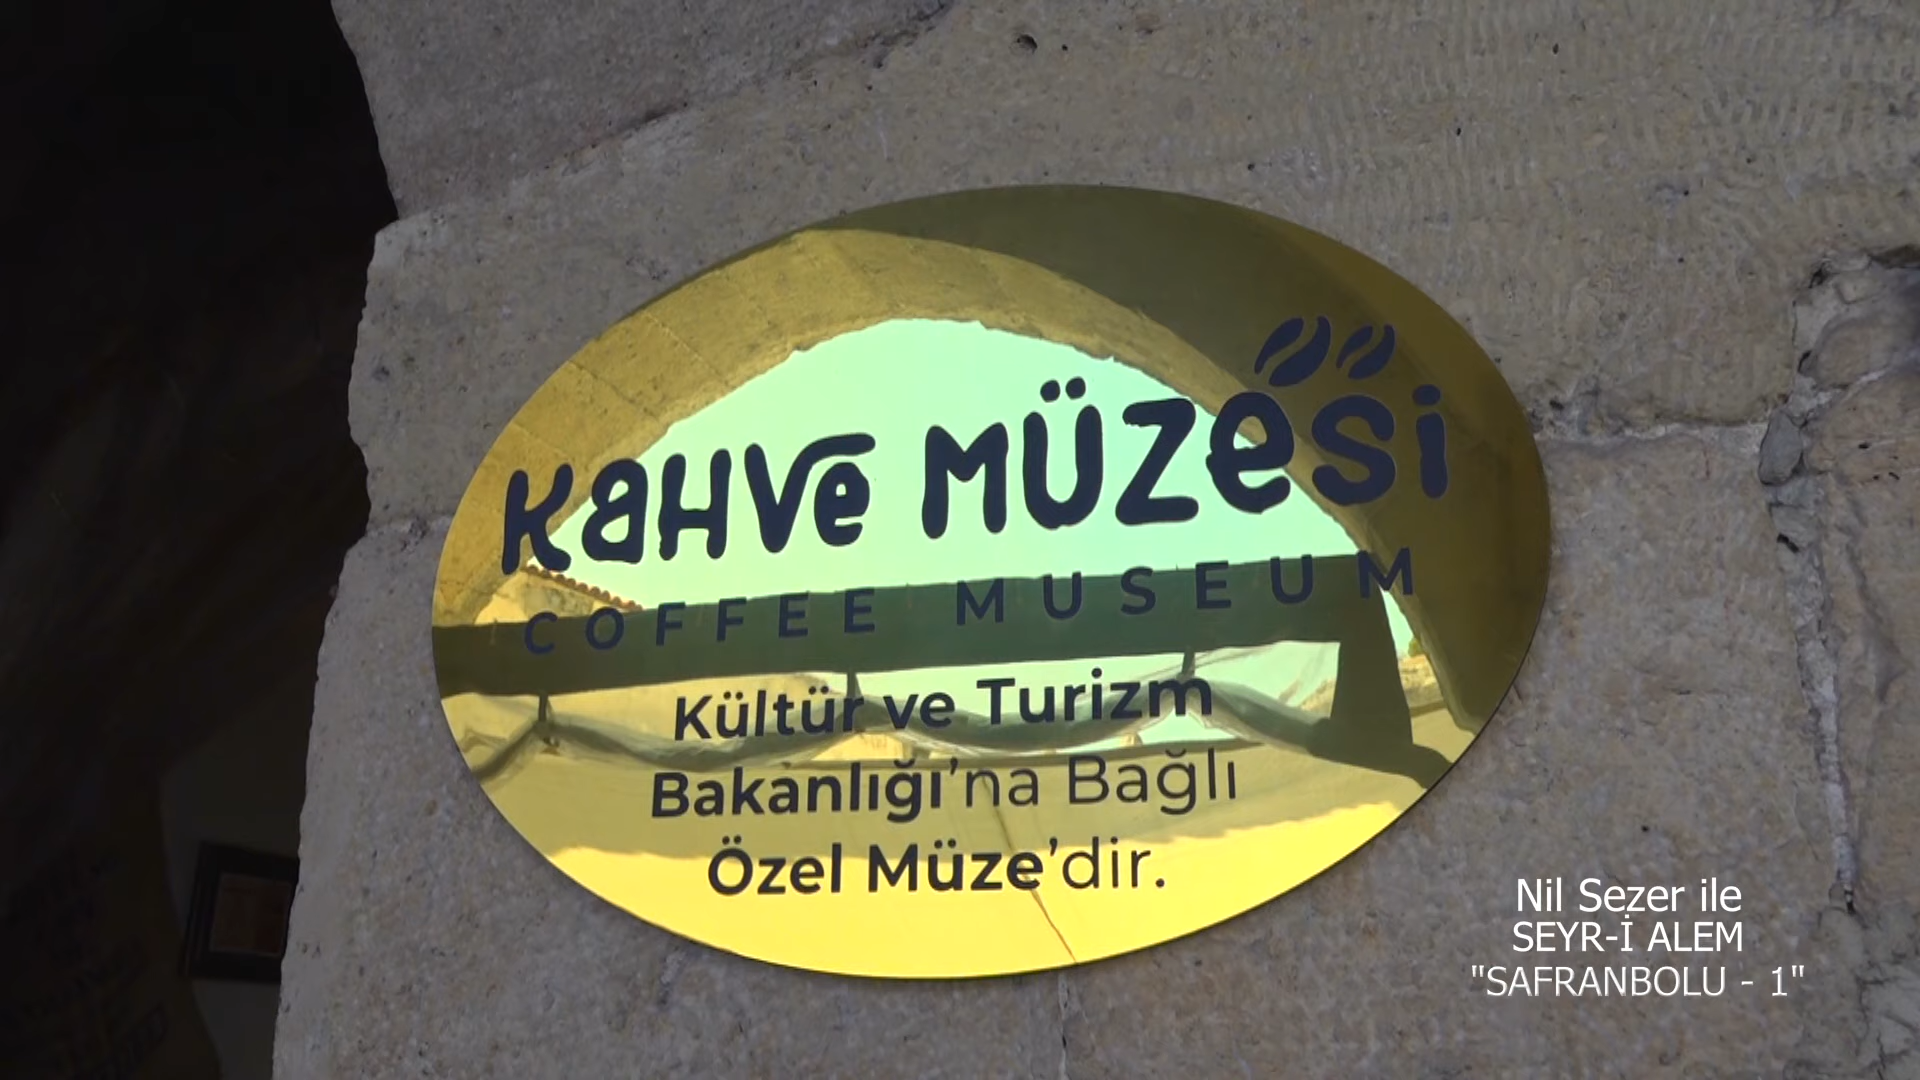 Kahve Müzesi
COFFEE MUSEUM
Kültür ve Turizm
Bakanlığı'na Bağlı
Özel Müze'dir.
Nil Sezer ile
SEYR-İ ALEM
"SAFRANBOLU - 1"